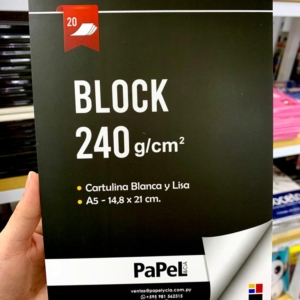 20
BLOCK
240 g/cm²
Cartulina Blanca y Lisa
A5 - 14,8 x 21 cm.
PaPel
ventas@papelycia.com.py
+595 981 562315